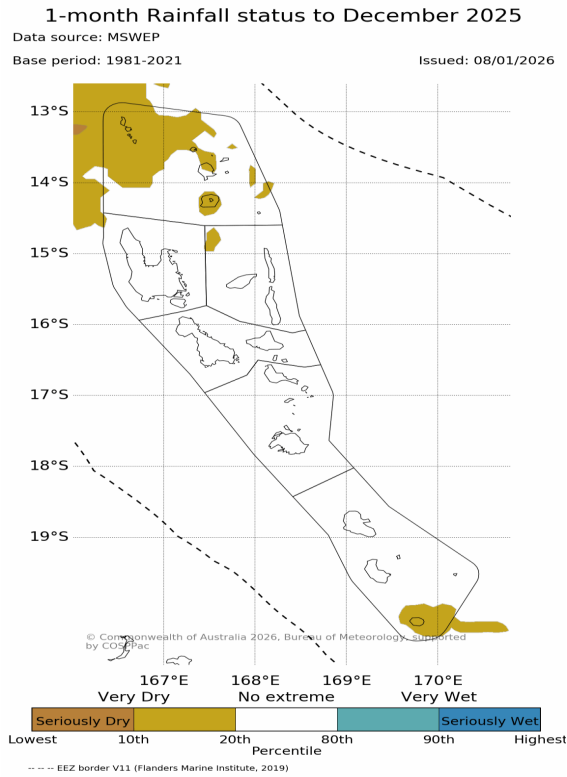 1-month Rainfall status to December 2025
Data source: MSWEP
Base period: 1981-2021 Issued: 08/01/2026
13°S
14°S
15°S
16°S
17°S
18°S
19°S
© Commonwealth of Australia 2026, Bureau of Meteorology, supported
by COSPPac
167°E 168°E 169°E 170°E
Very Dry No extreme Very Wet
Seriously Dry Seriously Wet
Lowest 10th 20th 80th 90th Highest
Percentile
-- -- -- EEZ border V11 (Flanders Marine Institute, 2019)